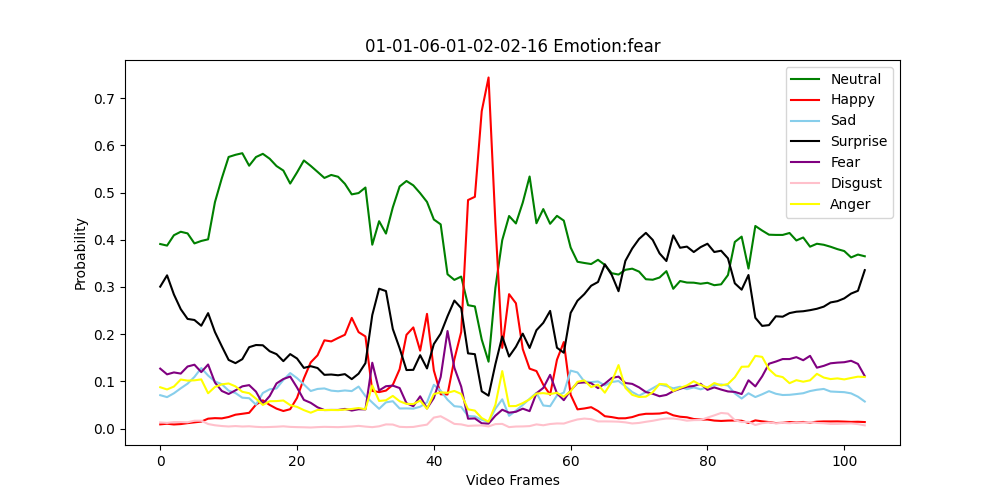 01-01-06-01-02-02-16 Emotion:fear
Probability
0.7
0.6
0.5
0.4
0.3
0.2
0.1
0.0
0
20
40
60
80
100
Video Frames
Neutral
Happy
Sad
Surprise
Fear
Disgust
Anger